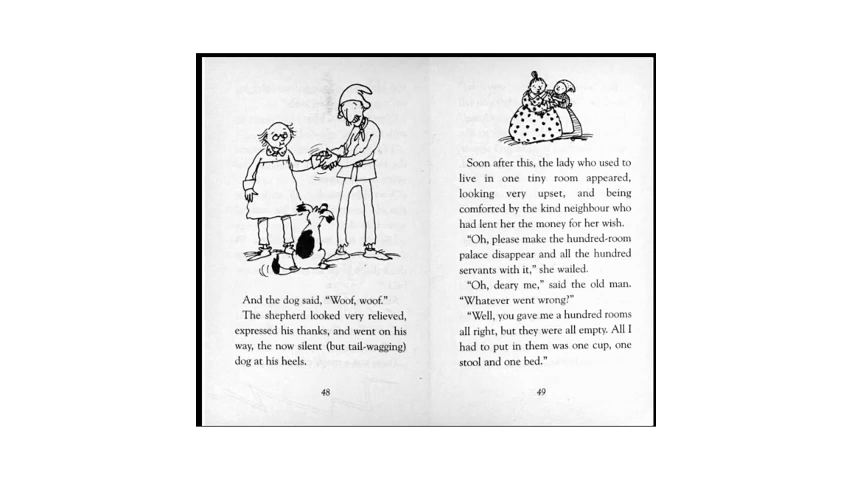 And the dog said, "Woof, woof."
The shepherd looked very relieved,
expressed his thanks, and went on his
way, the now silent (but tail-wagging)
dog at his heels.
48
Soon after this, the lady who used to
live in one tiny room appeared,
looking very upset, and being
comforted by the kind neighbour who
had lent her the money for her wish.
"Oh, please make the hundred-room
palace disappear and all the hundred
servants with it," she wailed.
"Oh, deary me," said the old man.
"Whatever went wrong?"
"Well, you gave me a hundred rooms
all right, but they were all empty. All I
had to put in them was one cup, one
stool and one bed."
49